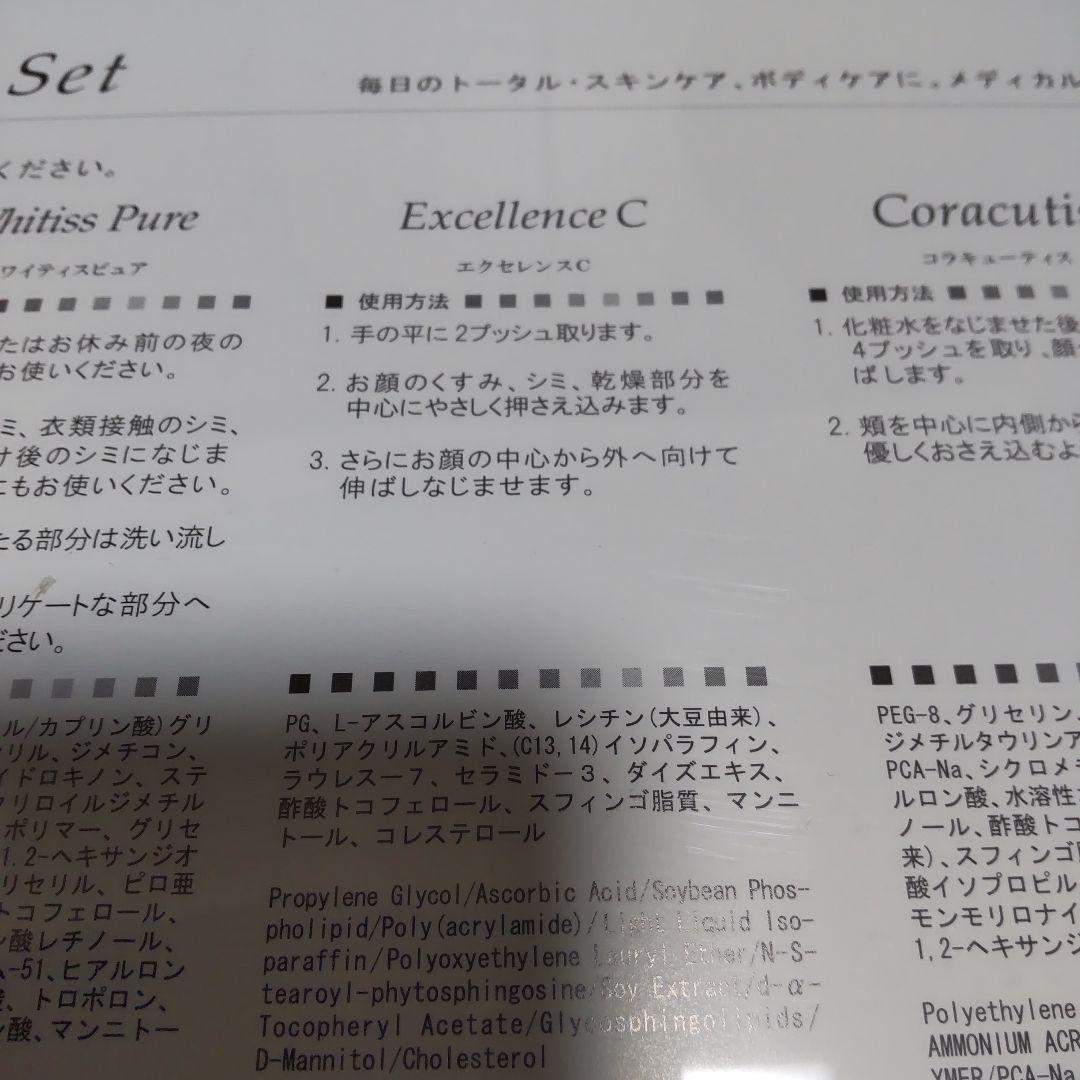 Set
毎日のトータル・スキンケア、ボディケアに。メディカル
ください。
Whitiss Pure
ワイティスピュア
たはお休み前の夜の
お使いください。
ミ、衣類接触のシミ、
け後のシミになじま
にもお使いください。
たる部分は洗い流し
リケートな部分へ
ださい。
ル/カプリン酸)グリ
リル、ジメチコン、
イドロキノン、ステ
クリロイルジメチル
ポリマー、グリセ
1,2-ヘキサンジオ
リセリル、ピロ亜
トコフェロール、
ン酸レチノール、
ム-51、ヒアルロン
酸、トロポロン、
ン酸、マンニトー
Excellence C
エクセレンスC
■ 使用方法
1. 手の平に2プッシュ取ります。
2. お顔のくすみ、シミ、乾燥部分を
中心にやさしく押さえ込みます。
3. さらにお顔の中心から外へ向けて
伸ばしなじませます。
PG、L-アスコルビン酸、レシチン(大豆由来)、
ポリアクリルアミド、(C13,14)イソパラフィン、
ラウレス－7、セラミド－3、ダイズエキス、
酢酸トコフェロール、スフィンゴ脂質、マンニ
トール、コレステロール
Propylene Glycol/Ascorbic Acid/Soybean Phos-
pholipid/Poly(acrylamide)/Light Liquid Iso-
paraffin/Polyoxyethylene Lauryl Ether/N-S-
tearoyl-phytosphingosine/Soy Extract/d-α-
Tocopheryl Acetate/Glycosphingolipids/
D-Mannitol/Cholesterol
Coracuti
コラキューティス
■ 使用方法
1. 化粧水をなじませた後
4プッシュを取り、顔
ばします。
2. 頬を中心に内側から
優しくおさえ込むよ
PEG-8、グリセリン、
ジメチルタウリンア
PCA-Na、シクロメチ
ルロン酸、水溶性
ノール、酢酸トコ
来)、スフィンゴ
酸イソプロピル
モンモリロナイ
1,2-ヘキサンジ
Polyethylene
AMMONIUM ACR
YMER/PCA-Na